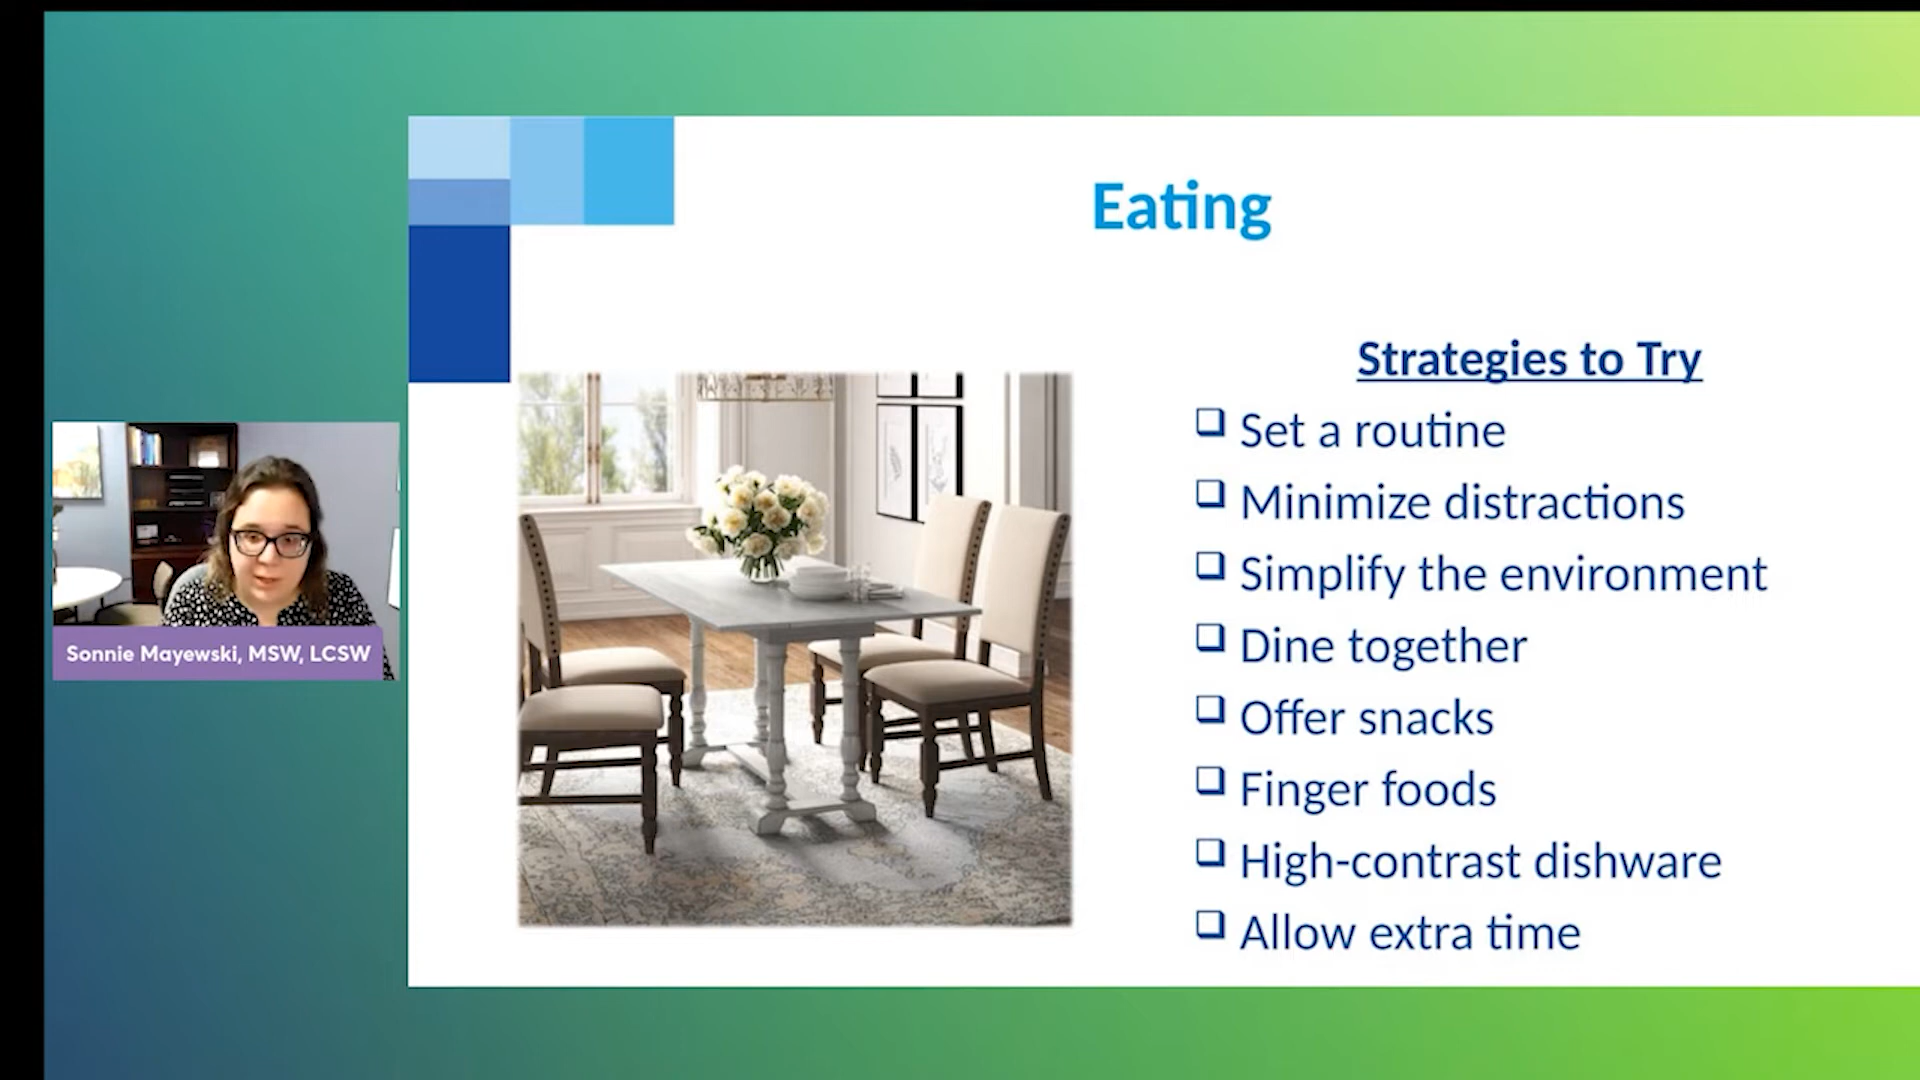 Eating
Strategies to Try
Set a routine
Minimize distractions
Simplify the environment
Dine together
Offer snacks
Finger foods
High-contrast dishware
Allow extra time
Sonnie Mayewski, MSW, LCSW